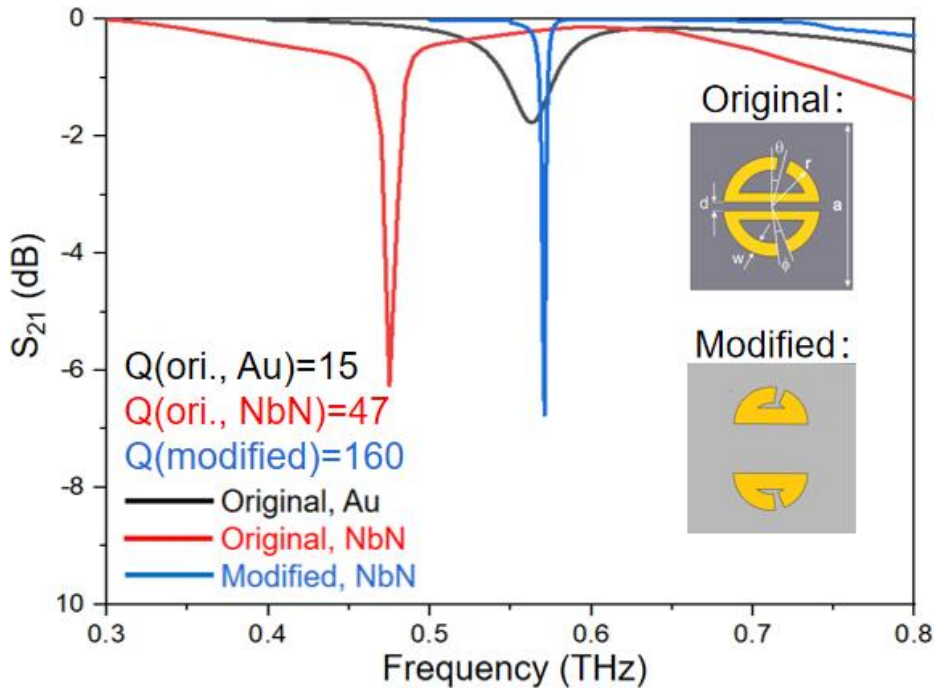 0
-2
-4
-6
-8
10
S21 (dB)
0.3 0.4 0.5 0.6 0.7 0.8
Frequency (THz)
Q(ori., Au)=15
Q(ori., NbN)=47
Q(modified)=160
Original, Au
Original, NbN
Modified, NbN
Original:
θ
r
d
a
w
ϕ
Modified: